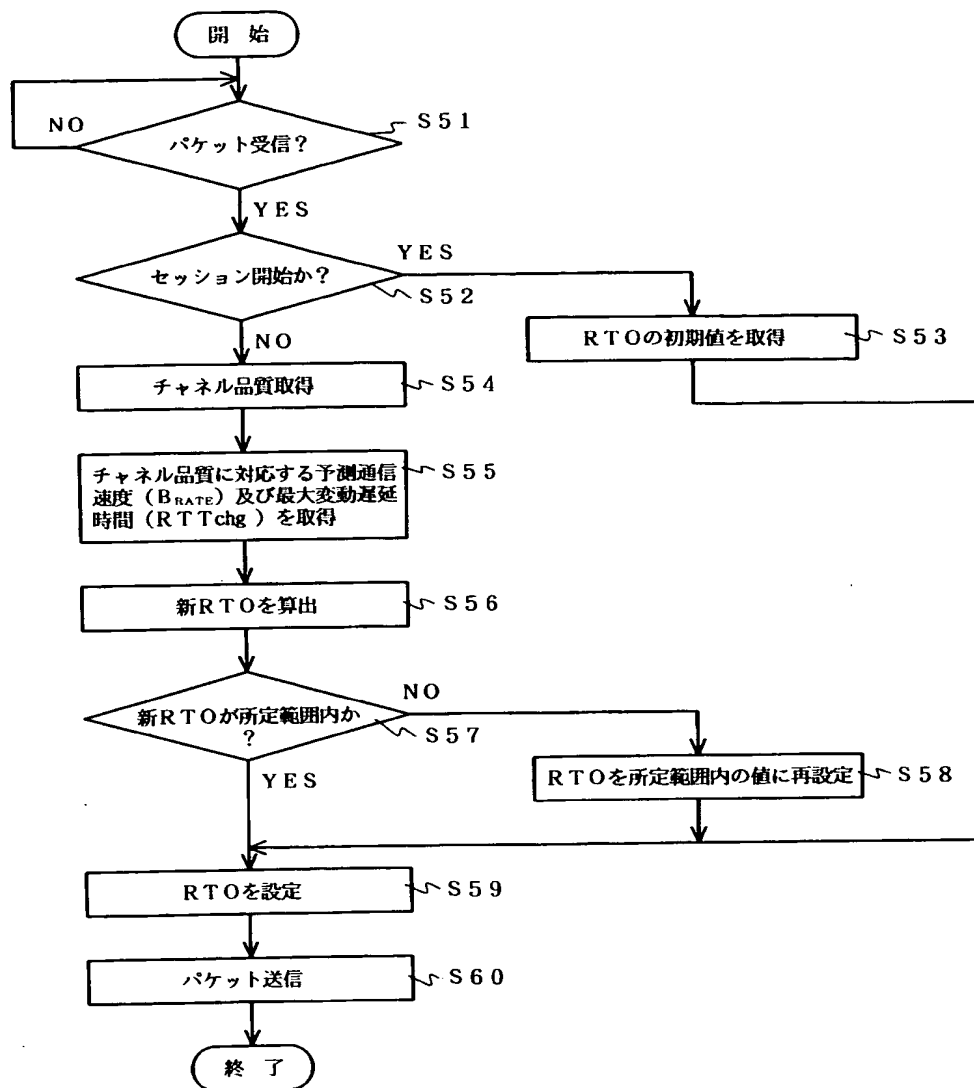 開 始
NO
パケット受信?
S51
YES
セッション開始か?
YES
S52
NO
RTOの初期値を取得
S53
チャネル品質取得
S54
チャネル品質に対応する予測通信
速度(BRATE)及び最大変動遅延
時間(RTTchg)を取得
S55
新RTOを算出
S56
新RTOが所定範囲内か
?
NO
S57
YES
RTOを所定範囲内の値に再設定
S58
RTOを設定
S59
パケット送信
S60
終 了